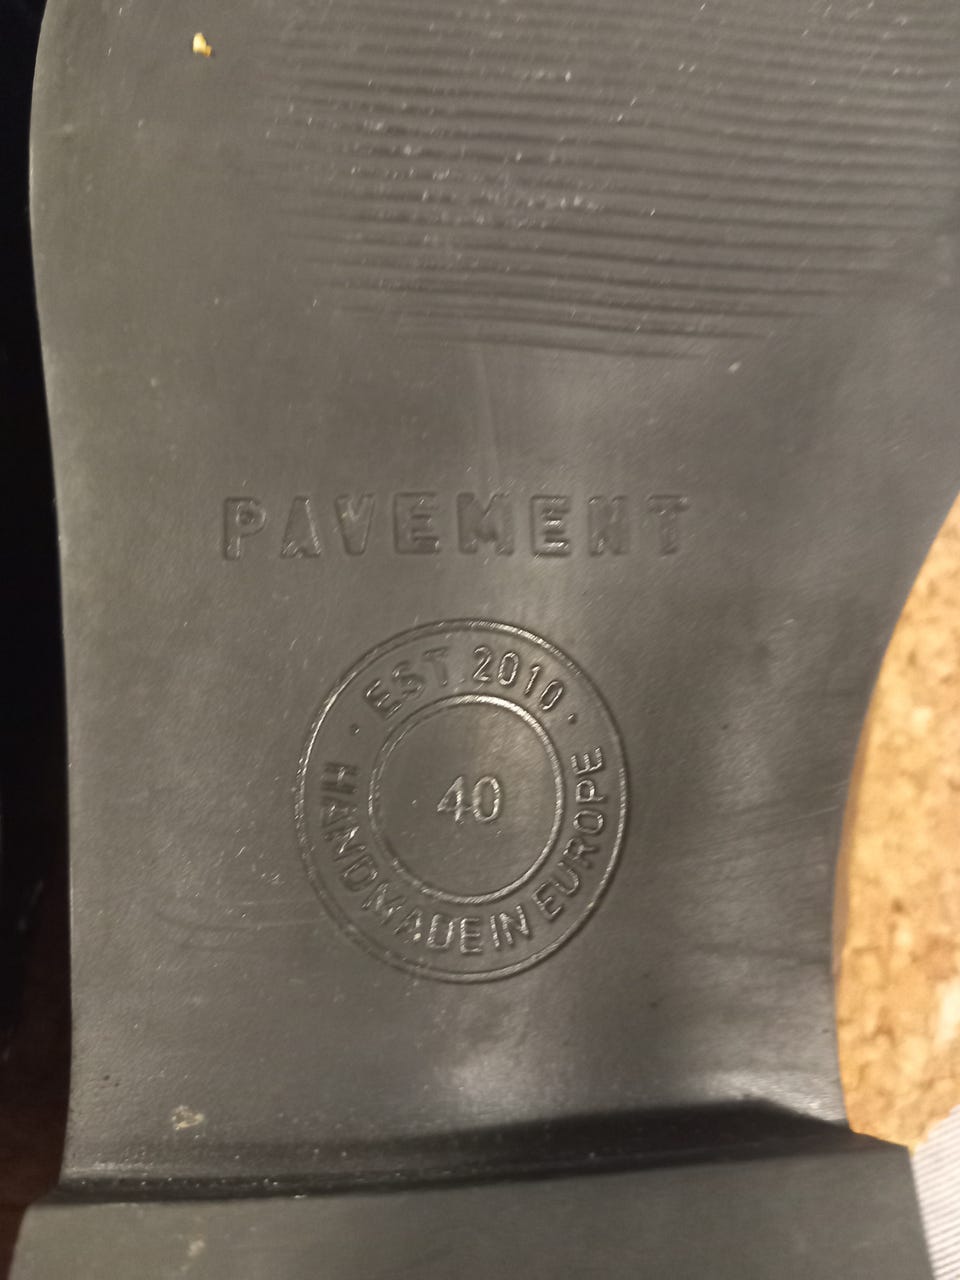 PAVEMENT
· EST. 2010 ·
40
HANDMADE IN EUROPE